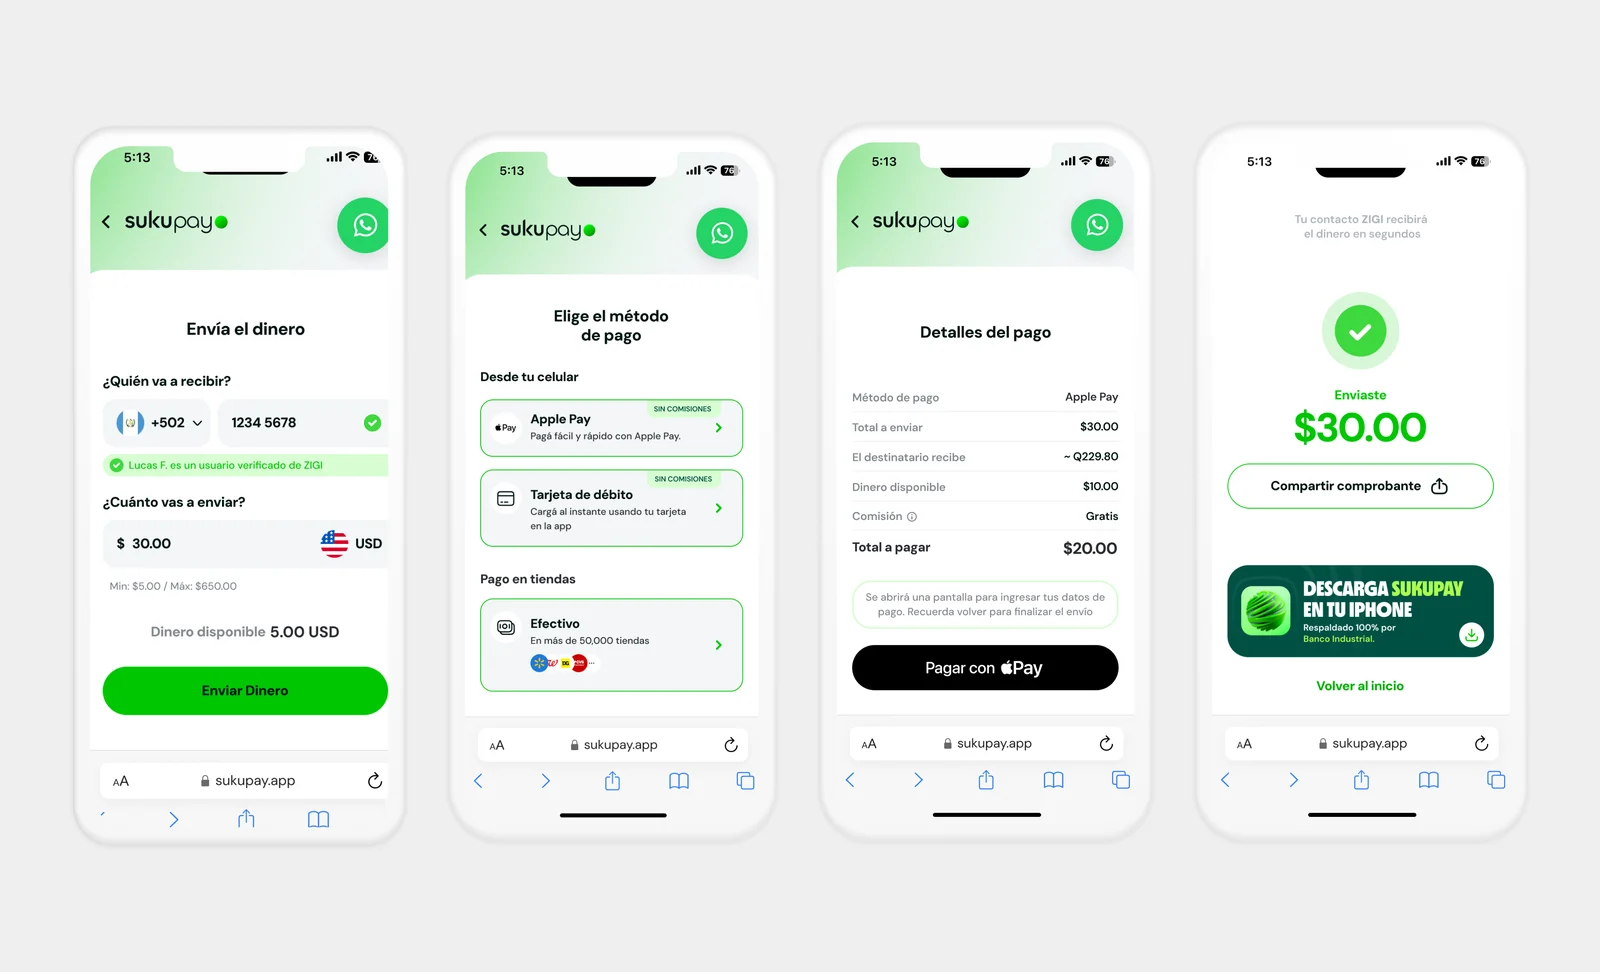 5:13
76
sukupay
Envía el dinero
¿Quién va a recibir?
+502
1234 5678
Lucas F. es un usuario verificado de ZIGI
¿Cuánto vas a enviar?
$ 30.00
USD
Min: $5.00 / Máx: $650.00
Dinero disponible 5.00 USD
Enviar Dinero
AA
sukupay.app
5:13
76
sukupay
Elige el método
de pago
Desde tu celular
SIN COMISIONES
Pay
Apple Pay
Pagá fácil y rápido con Apple Pay.
SIN COMISIONES
Tarjeta de débito
Cargá al instante usando tu tarjeta
en la app
Pago en tiendas
Efectivo
En más de 50,000 tiendas
DG
...
AA
sukupay.app
5:13
76
sukupay
Detalles del pago
Método de pago Apple Pay
Total a enviar $30.00
El destinatario recibe ~ Q229.80
Dinero disponible $10.00
Comisión Gratis
Total a pagar $20.00
Se abrirá una pantalla para ingresar tus datos de
pago. Recuerda volver para finalizar el envío
Pagar con Pay
AA
sukupay.app
5:13
76
Tu contacto ZIGI recibirá
el dinero en segundos
Enviaste
$30.00
Compartir comprobante
DESCARGA SUKUPAY
EN TU IPHONE
Respaldado 100% por
Banco Industrial.
Volver al inicio
AA
sukupay.app